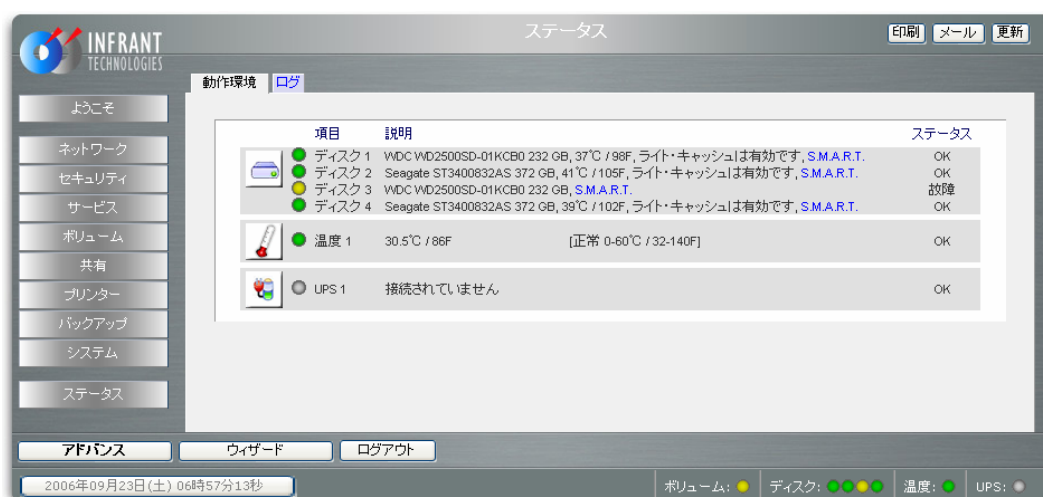 ステータス
印刷 メール 更新
INFRANT
TECHNOLOGIES
動作環境 ログ
ようこそ
ネットワーク
セキュリティ
サービス
ボリューム
共有
プリンター
バックアップ
システム
ステータス
項目 説明 ステータス
ディスク 1 WDC WD2500SD-01KCB0 232 GB, 37℃ / 98F, ライト・キャッシュは有効です, S.M.A.R.T. OK
ディスク 2 Seagate ST3400832AS 372 GB, 41℃ / 105F, ライト・キャッシュは有効です, S.M.A.R.T. OK
ディスク 3 WDC WD2500SD-01KCB0 232 GB, S.M.A.R.T. 故障
ディスク 4 Seagate ST3400832AS 372 GB, 39℃ / 102F, ライト・キャッシュは有効です, S.M.A.R.T. OK
温度 1 30.5℃ / 86F [正常 0-60℃ / 32-140F] OK
UPS 1 接続されていません OK
アドバンス ウィザード ログアウト
2006年09月23日(土) 06時57分13秒 ボリューム: ディスク: 温度: UPS: